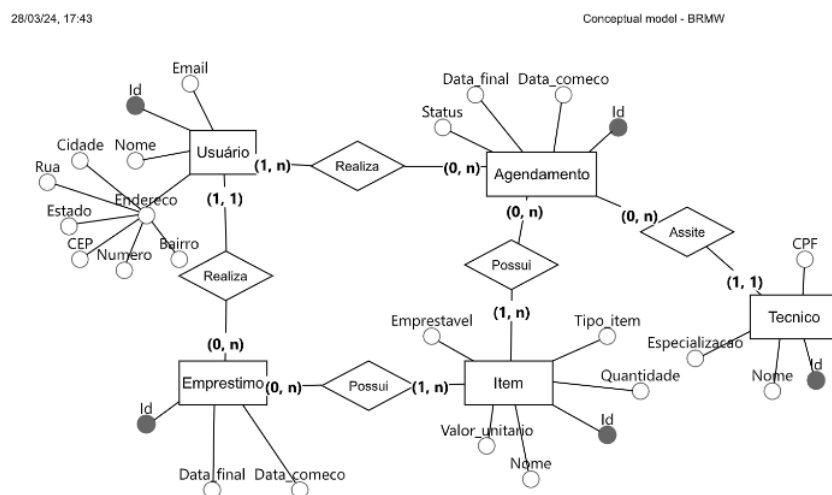 28/03/24, 17:43
Conceptual model - BRMW
Email
Id
Cidade
Nome
Usuário
Rua
Endereco
Estado
CEP
Numero
Bairro
(1, n)
Realiza
(0, n)
Data_final
Data_comeco
Status
Id
Agendamento
(1, 1)
Realiza
(0, n)
(0, n)
Possui
(1, n)
(0, n)
Assite
(1, 1)
CPF
Tecnico
Especializacao
Nome
Id
Emprestavel
Tipo_item
Quantidade
Emprestimo
(0, n)
Possui
(1, n)
Item
Id
Valor_unitario
Nome
Id
Data_final
Data_comeco